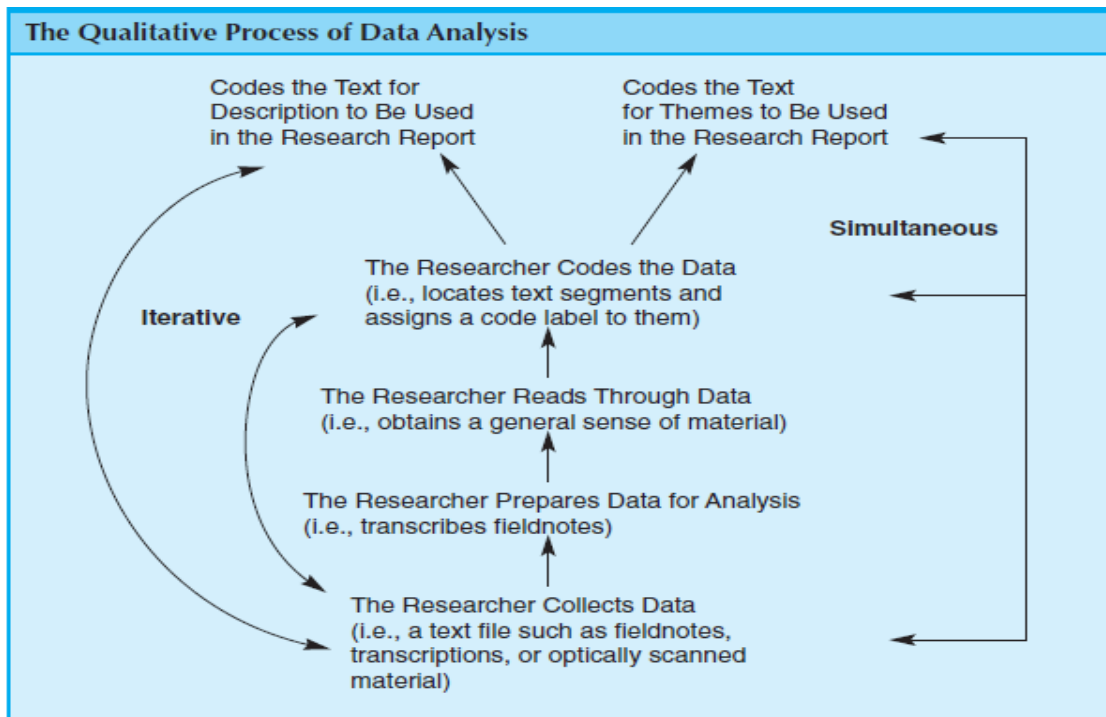 The Qualitative Process of Data Analysis
Codes the Text for
Description to Be Used
in the Research Report
Codes the Text
for Themes to Be Used
in the Research Report
Simultaneous
The Researcher Codes the Data
(i.e., locates text segments and
assigns a code label to them)
Iterative
The Researcher Reads Through Data
(i.e., obtains a general sense of material)
The Researcher Prepares Data for Analysis
(i.e., transcribes fieldnotes)
The Researcher Collects Data
(i.e., a text file such as fieldnotes,
transcriptions, or optically scanned
material)